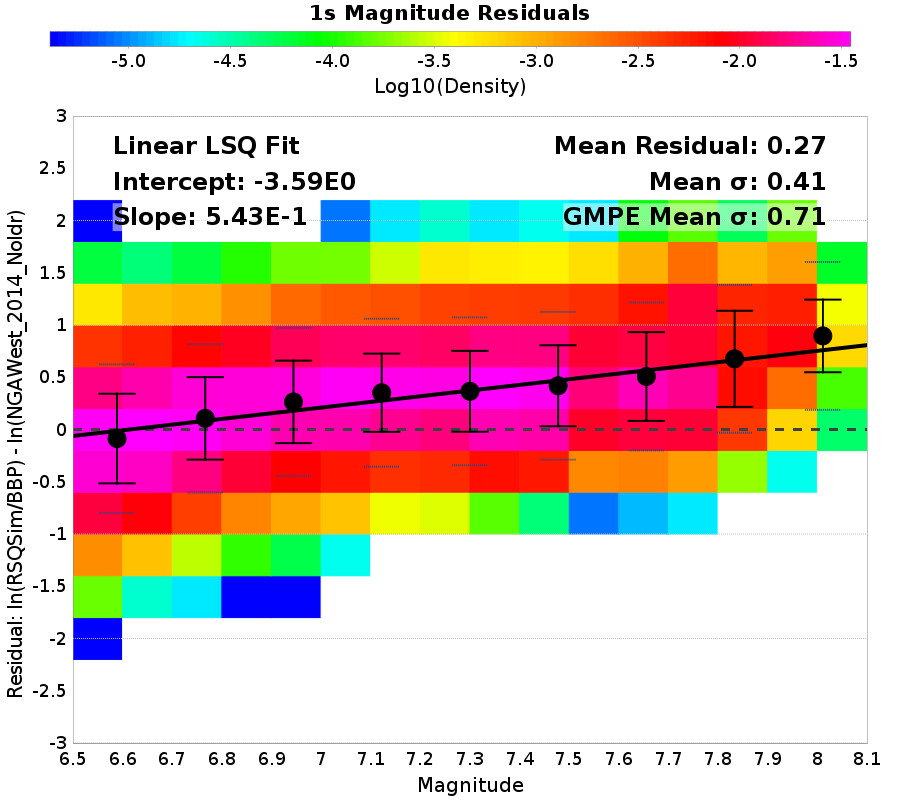 1s Magnitude Residuals
-5.0 -4.5 -4.0 -3.5 -3.0 -2.5 -2.0 -1.5
Log10(Density)
Linear LSQ Fit
Intercept: -3.59E0
Slope: 5.43E-1
Mean Residual: 0.27
Mean σ: 0.41
GMPE Mean σ: 0.71
Residual: ln(RSQSim/BBP) - ln(NGAWest_2014_NoIdr)
3
2.5
2
1.5
1
0.5
0
-0.5
-1
-1.5
-2
-2.5
-3
6.5 6.6 6.7 6.8 6.9 7 7.1 7.2 7.3 7.4 7.5 7.6 7.7 7.8 7.9 8 8.1
Magnitude